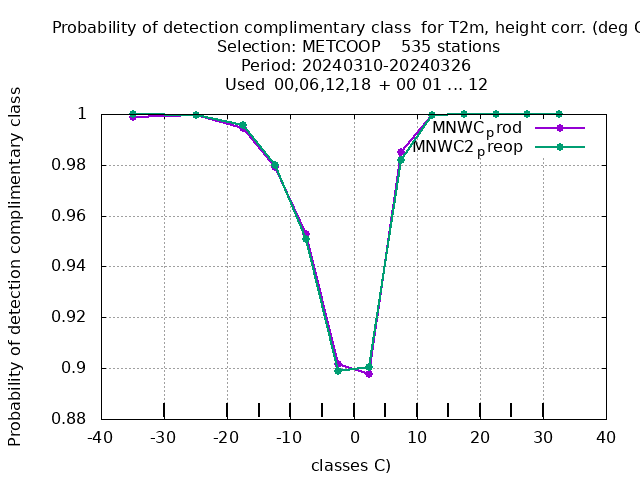 Probability of detection complimentary class for T2m, height corr. (deg C
Selection: METCOOP 535 stations
Period: 20240310-20240326
Used 00,06,12,18 + 00 01 ... 12
Probability of detection complimentary class
1
0.98
0.96
0.94
0.92
0.9
0.88
MNWCprod
MNWC2preop
-40 -30 -20 -10 0 10 20 30 40
classes C)